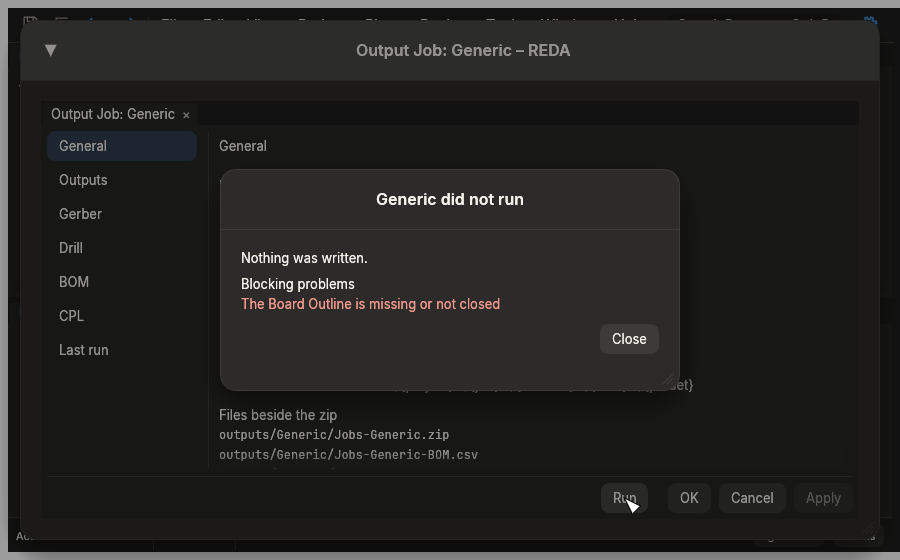 Output Job: Generic – REDA
Output Job: Generic ×
General
Outputs
Gerber
Drill
BOM
CPL
Last run
General
Generic did not run
Nothing was written.
Blocking problems
The Board Outline is missing or not closed
Close
Files beside the zip
outputs/Generic/Jobs-Generic.zip
outputs/Generic/Jobs-Generic-BOM.csv
Run
OK
Cancel
Apply